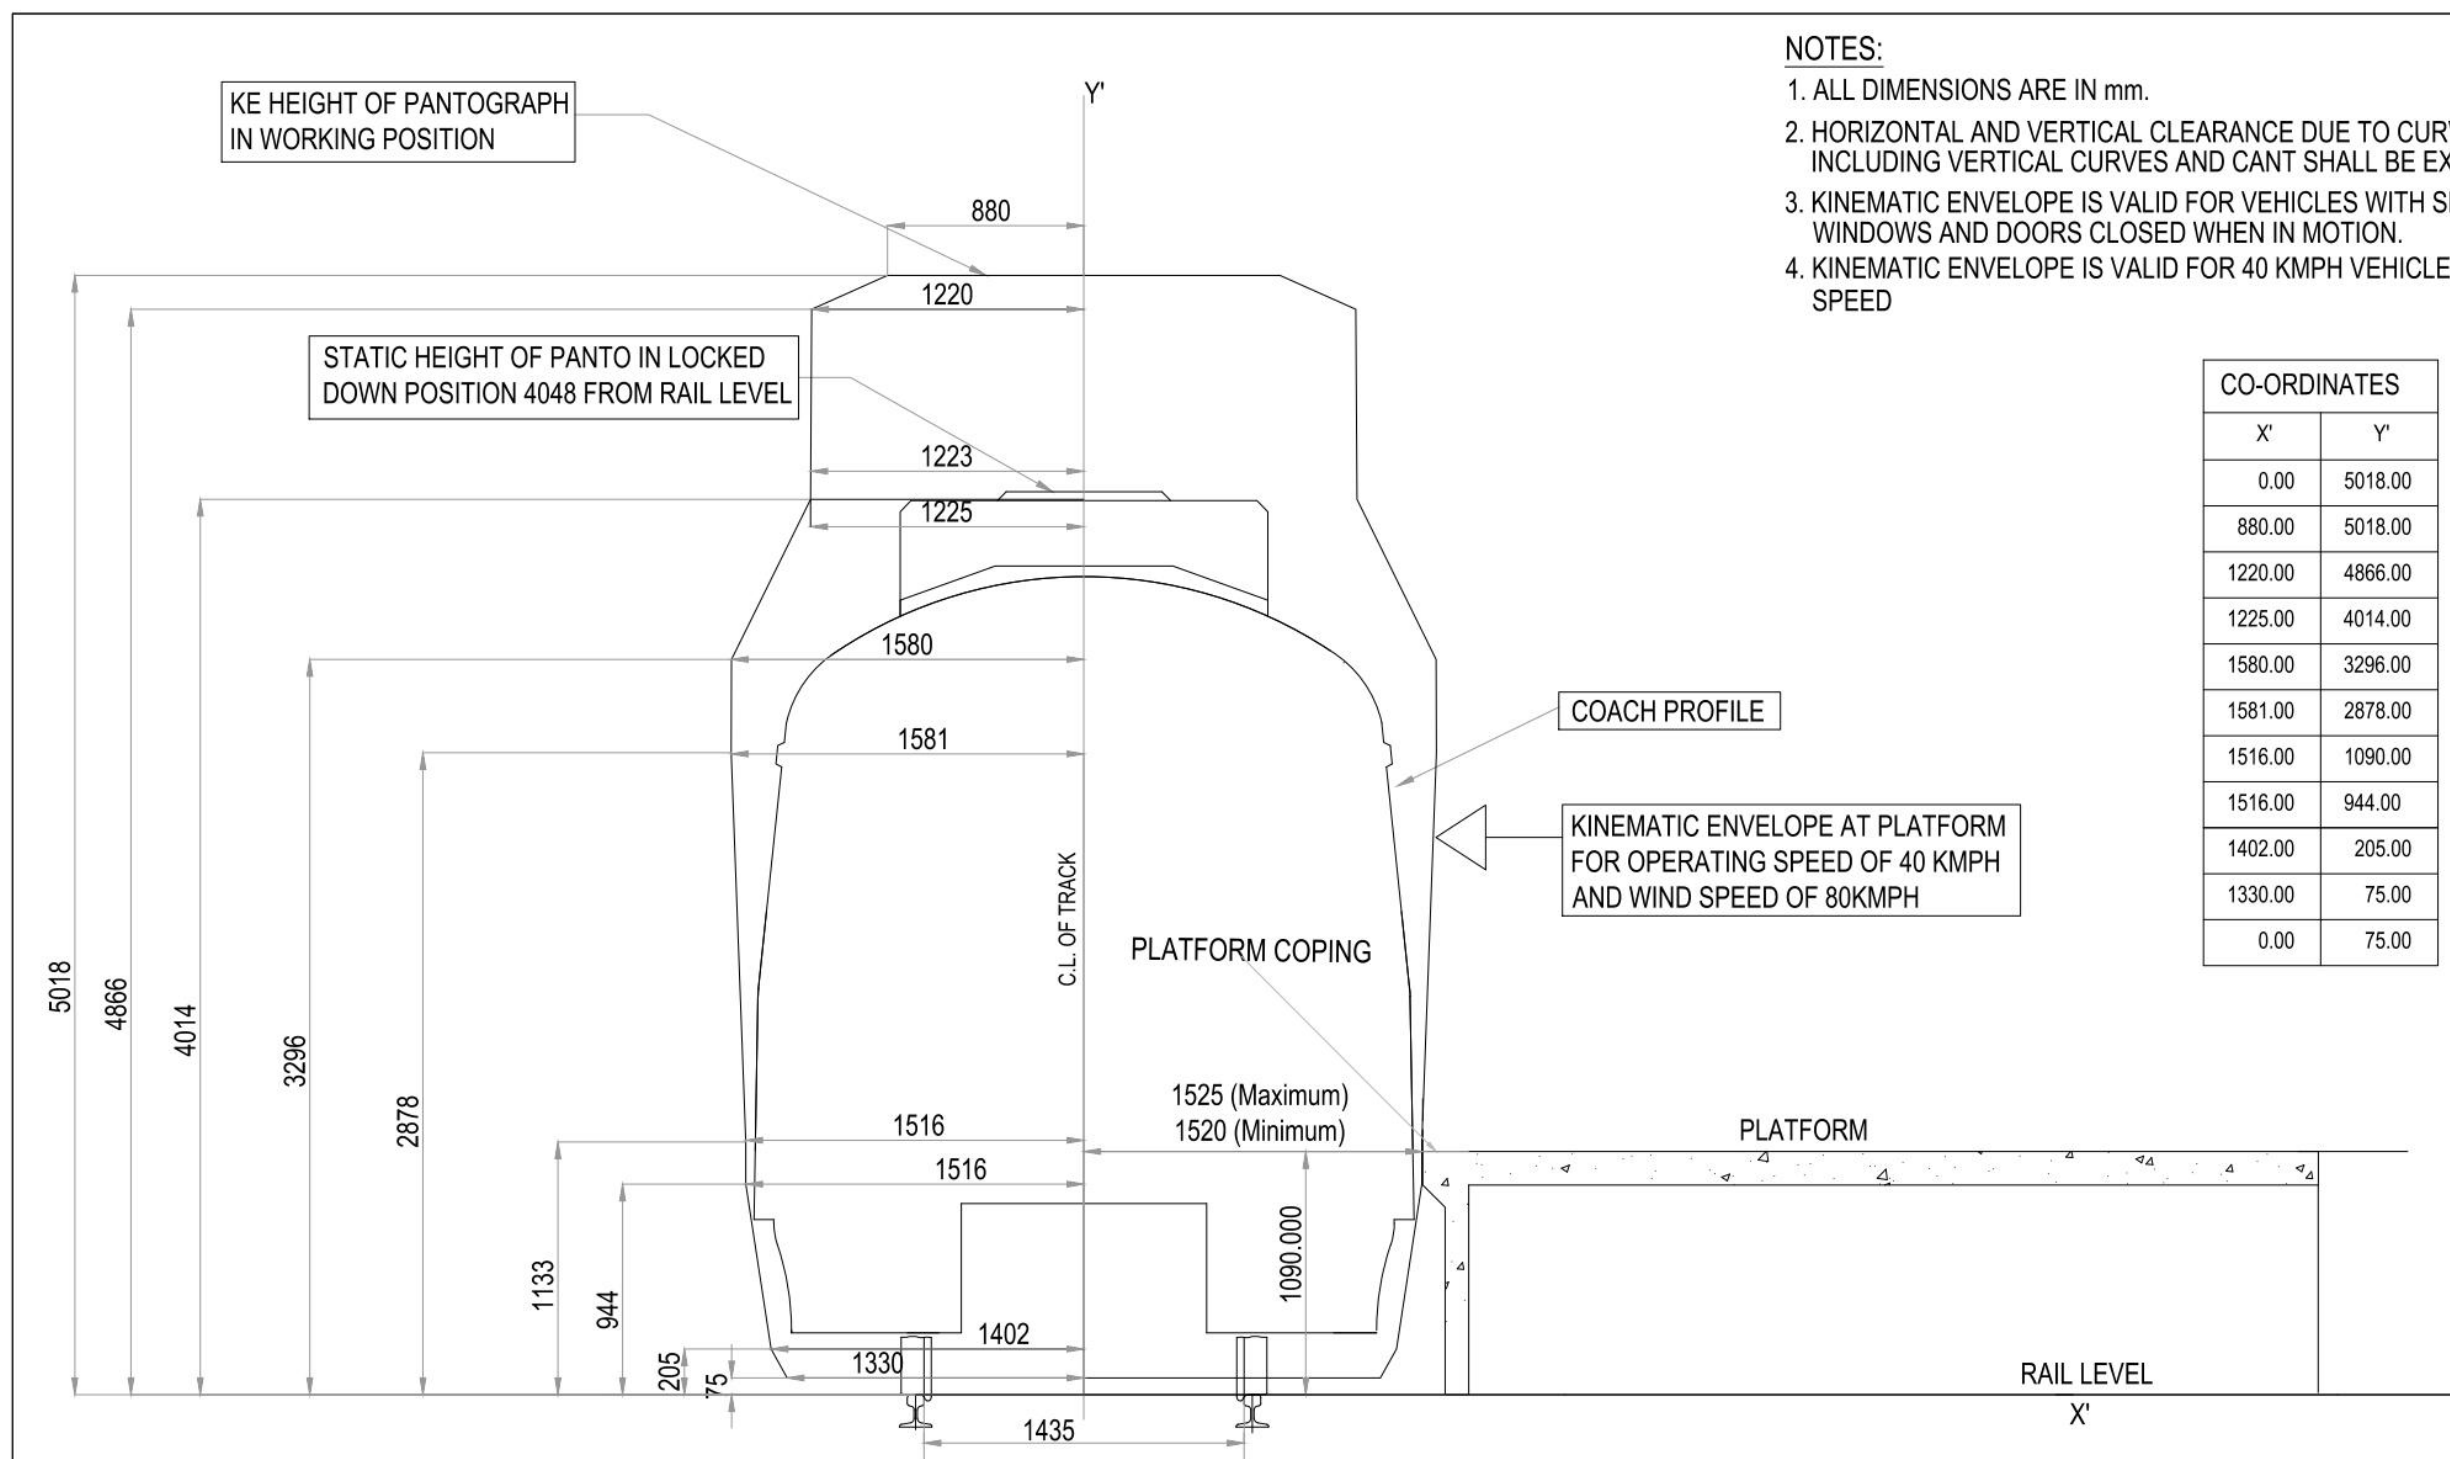 NOTES:
1. ALL DIMENSIONS ARE IN mm.
2. HORIZONTAL AND VERTICAL CLEARANCE DUE TO
INCLUDING VERTICAL CURVES AND CANT SHALL BE
3. KINEMATIC ENVELOPE IS VALID FOR VEHICLES WITH
WINDOWS AND DOORS CLOSED WHEN IN MOTION.
4. KINEMATIC ENVELOPE IS VALID FOR 40 KMPH VEHICLE
SPEED
KE HEIGHT OF PANTOGRAPH
IN WORKING POSITION
Y'
880
1220
STATIC HEIGHT OF PANTO IN LOCKED
DOWN POSITION 4048 FROM RAIL LEVEL
1223
1225
1580
1581
COACH PROFILE
KINEMATIC ENVELOPE AT PLATFORM
FOR OPERATING SPEED OF 40 KMPH
AND WIND SPEED OF 80KMPH
C.L. OF TRACK
PLATFORM COPING
5018
4866
4014
3296
2878
1133
944
205
75
1525 (Maximum)
1520 (Minimum)
1516
1516
PLATFORM
1090.000
1402
1330
1435
RAIL LEVEL
X'
CO-ORDINATES
X' Y'
0.00 5018.00
880.00 5018.00
1220.00 4866.00
1225.00 4014.00
1580.00 3296.00
1581.00 2878.00
1516.00 1090.00
1516.00 944.00
1402.00 205.00
1330.00 75.00
0.00 75.00